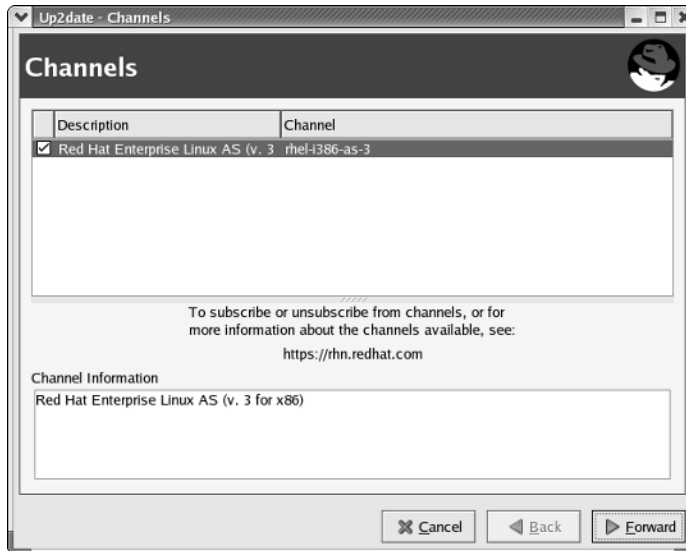 Up2date - Channels
Channels
Description Channel
Red Hat Enterprise Linux AS (v. 3 rhel-i386-as-3
To subscribe or unsubscribe from channels, or for
more information about the channels available, see:
https://rhn.redhat.com
Channel Information
Red Hat Enterprise Linux AS (v. 3 for x86)
Cancel Back Forward